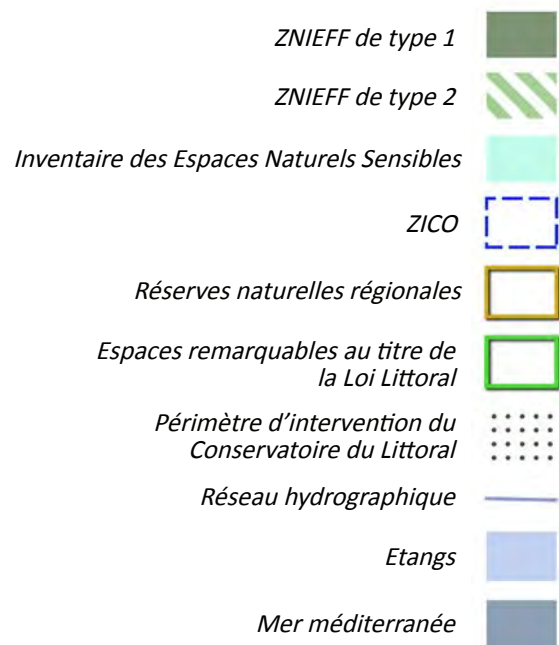 ZNIEFF de type 1
ZNIEFF de type 2
Inventaire des Espaces Naturels Sensibles
ZICO
Réserves naturelles régionales
Espaces remarquables au titre de
la Loi Littoral
Périmètre d’intervention du
Conservatoire du Littoral
Réseau hydrographique
Etangs
Mer méditerranée